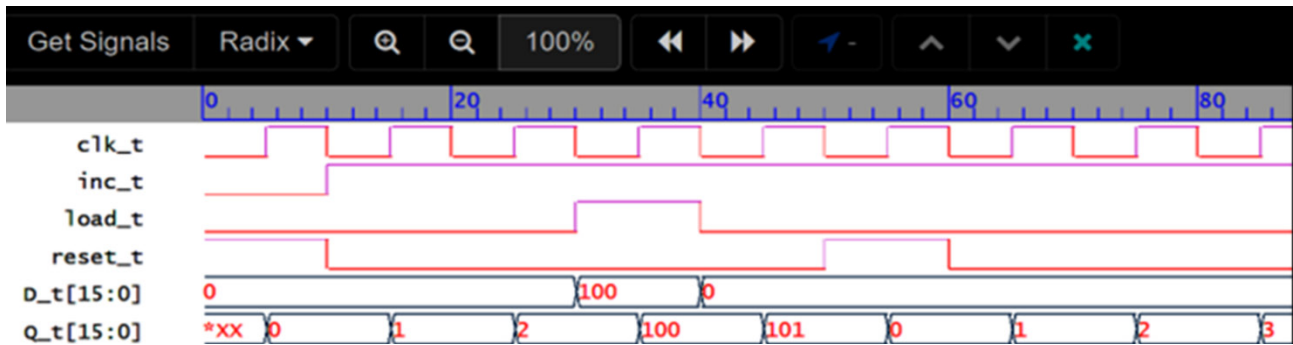 Get Signals Radix 100% -
0 20 40 60 80
clk_t
inc_t
load_t
reset_t
D_t[15:0] 0 100 0
Q_t[15:0] *xx 0 1 2 100 101 0 1 2 3